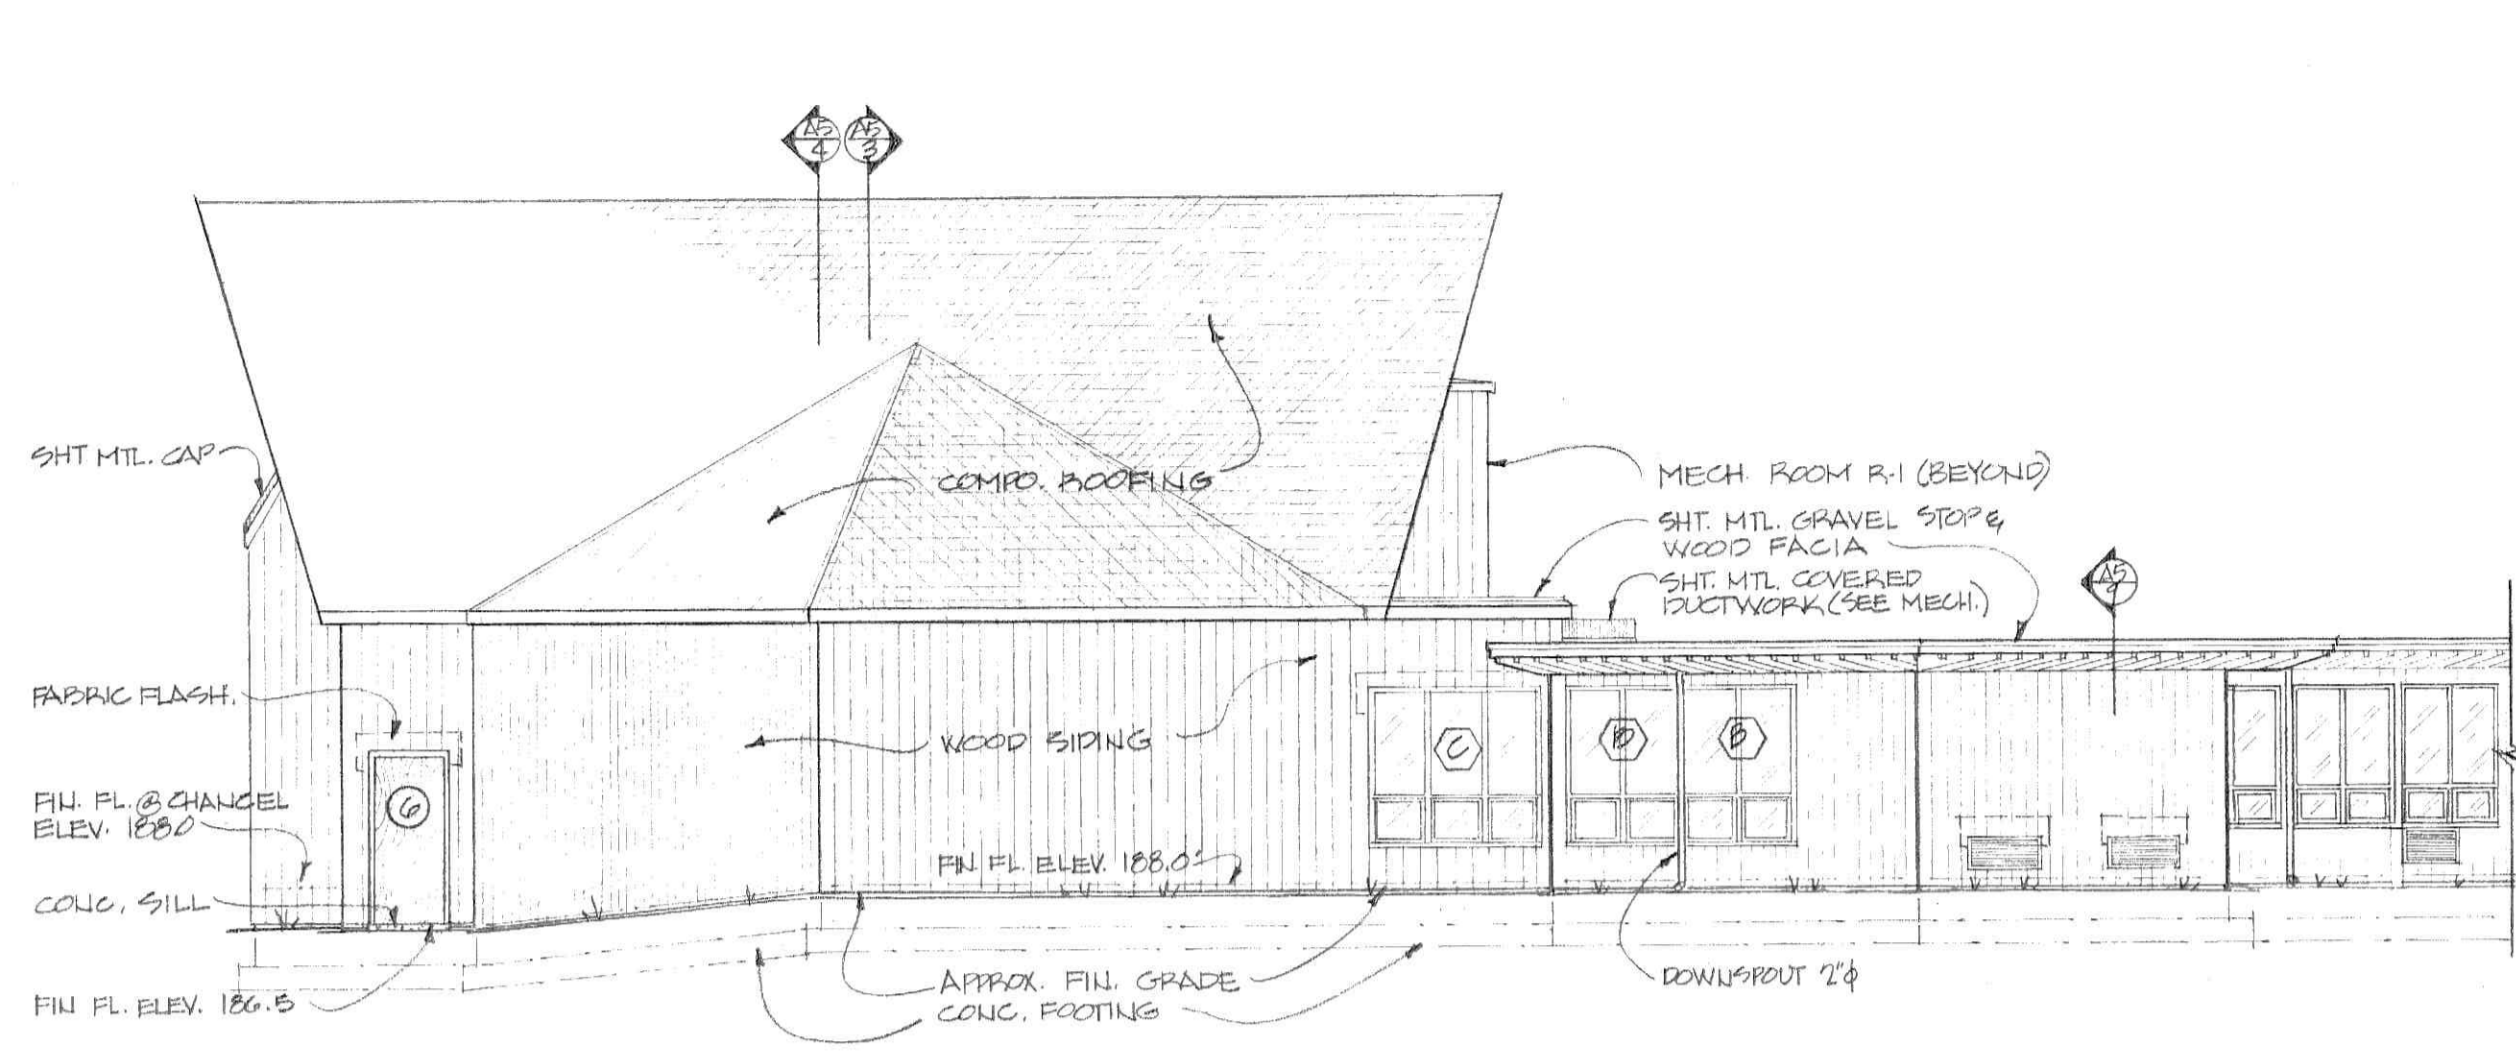 A5
4
A5
3
SHT MTL. CAP
COMPO. ROOFING
MECH. ROOM R-1 (BEYOND)
SHT. MTL. GRAVEL STOP &
WOOD FACIA
SHT. MTL. COVERED
DUCTWORK (SEE MECH.)
A5
FABRIC FLASH.
WOOD SIDING
C
B
B
6
FIN. FL. @ CHANCEL
ELEV. 1880
FIN FL. ELEV. 188.0'
CONC. SILL
FIN FL. ELEV. 186.5
APPROX. FIN. GRADE
CONC. FOOTING
DOWNSPOUT 2"φ